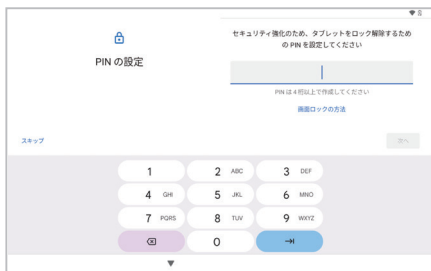 PIN の設定
セキュリティ強化のため、タブレットをロック解除するため
の PIN を設定してください
PIN は 4 桁以上で作成してください
画面ロックの方法
スキップ
次へ
1
2 ABC
3 DEF
4 GHI
5 JKL
6 MNO
7 PQRS
8 TUV
9 WXYZ
0